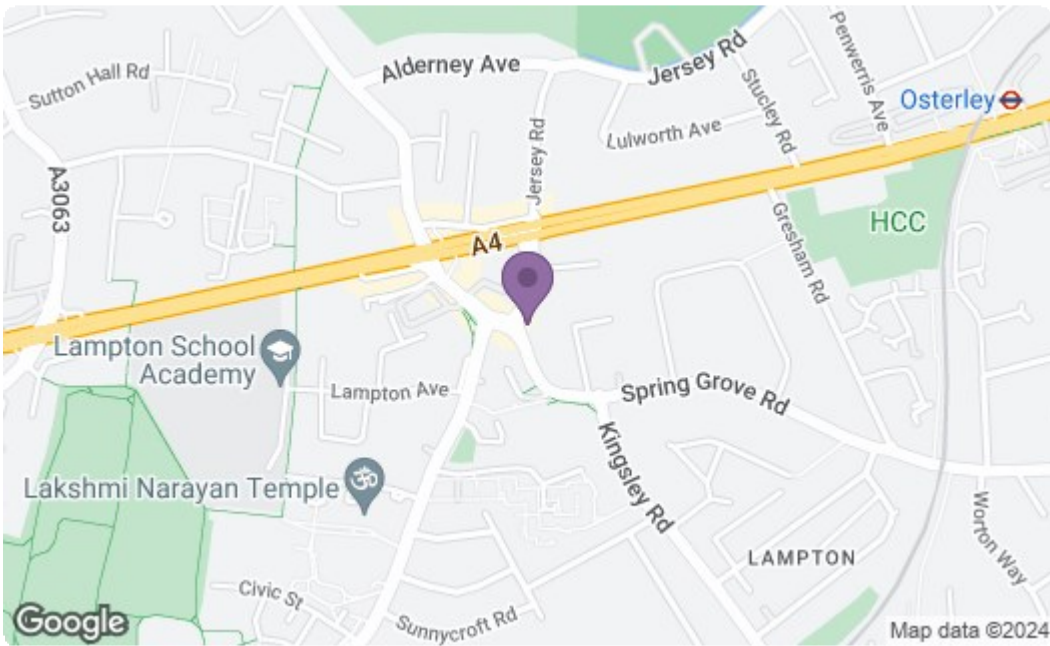 Penwerris Ave
Alderney Ave
Jersey Rd
Sutton Hall Rd
Stucley Rd
Osterley
Lulworth Ave
Jersey Rd
A3063
HCC
A4
Gresham Rd
Lampton School
Academy
Lampton Ave
Spring Grove Rd
Kingsley Rd
Lakshmi Narayan Temple
ॐ
Worton Way
LAMPTON
Civic St
Sunnycroft Rd
Google
Map data ©2024